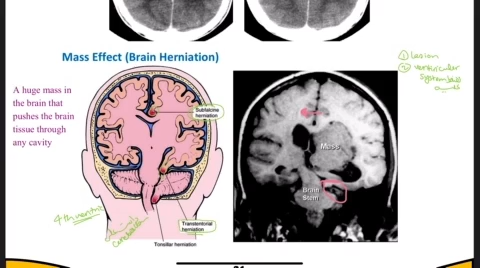 Mass Effect (Brain Herniation)
① Lesion
② ventricular
system
A huge mass in
the brain that
pushes the brain
tissue through
any cavity
Subfalcine
herniation
Mass
Brain
Stem
4th
Transtentorial
herniation
Tonsillar herniation